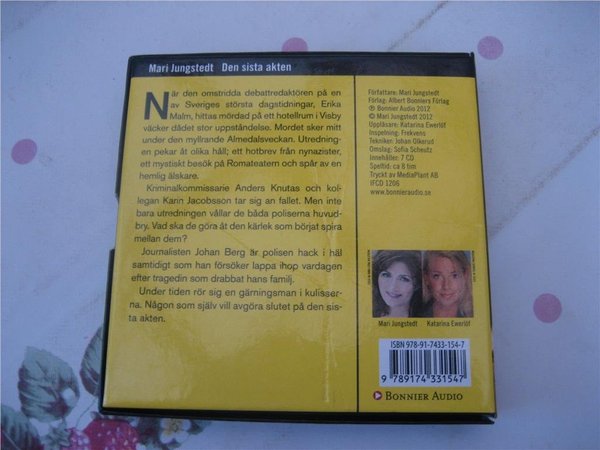 Mari Jungstedt Den sista akten
När den omstridda debattredaktören på en
av Sveriges största dagstidningar, Erika
Malm, hittas mördad på ett hotellrum i Visby
väcker dådet stor uppståndelse. Mordet sker mitt
under den myllrande Almedalsveckan. Utredning-
en pekar åt olika håll; ett hotbrev från nynazister,
ett mystiskt besök på Romateatern och spår av en
hemlig älskare.
Kriminalkommissarie Anders Knutas och kol-
legan Karin Jacobsson tar sig an fallet. Men inte
bara utredningen vållar de båda poliserna huvud-
bry. Vad ska de göra åt den kärlek som börjat spira
mellan dem?
Journalisten Johan Berg är polisen hack i häl
samtidigt som han försöker lappa ihop vardagen
efter tragedin som drabbat hans familj.
Under tiden rör sig en gärningsman i kulisser-
na. Någon som själv vill avgöra slutet på den sis-
ta akten.
Författare: Mari Jungstedt
Förlag: Albert Bonniers Förlag
℗ Bonnier Audio 2012
© Mari Jungstedt 2012
Uppläsare: Katarina Ewerlöf
Inspelning: Frekvens
Tekniker: Johan Olkerud
Omslag: Sofia Scheutz
Innehåller: 7 CD
Speltid: ca 8 tim
Tryckt av MediaPlant AB
IFCD 1206
www.bonnieraudio.se
Mari Jungstedt Katarina Ewerlöf
ISBN 978-91-7433-154-7
9 789174 331547
BONNIER AUDIO